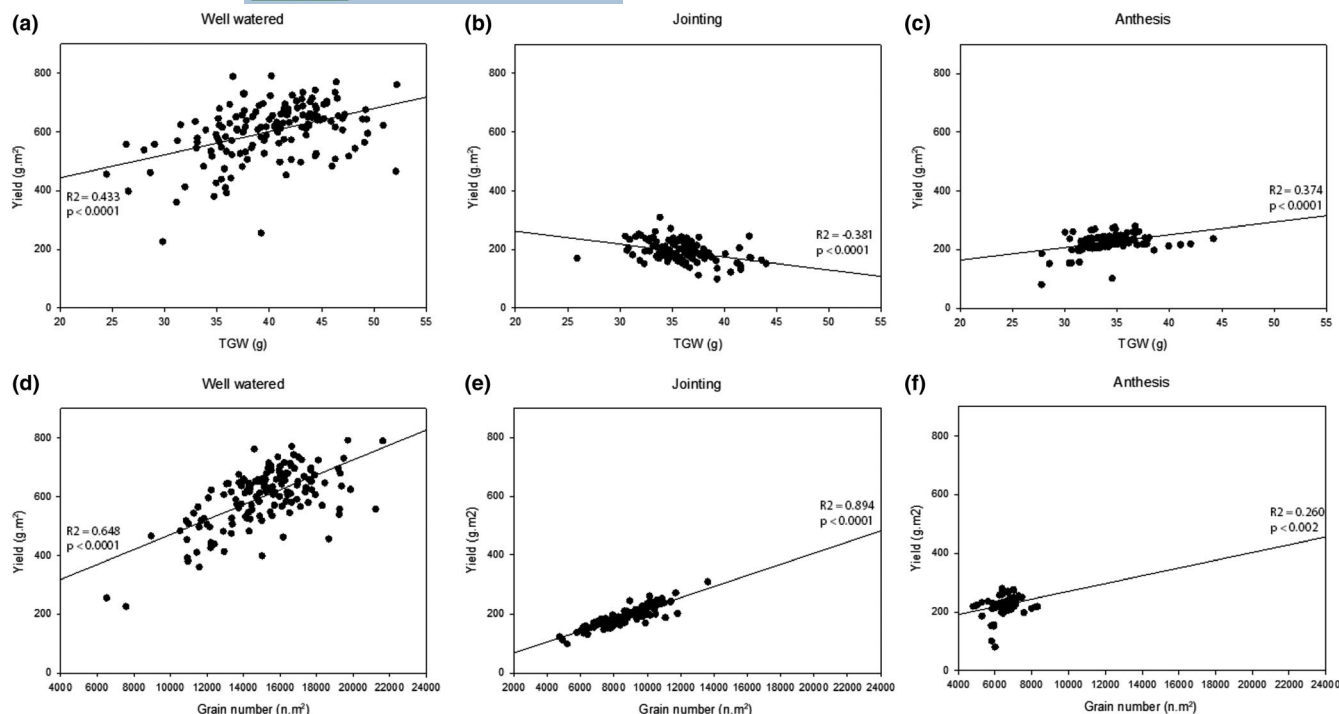 (a)
Well watered
Yield (g.m²)
800
600
400
200
0
R2 = 0.433
p < 0.0001
20 25 30 35 40 45 50 55
TGW (g)
(b)
Jointing
Yield (g.m²)
800
600
400
200
0
R2 = -0.381
p < 0.0001
20 25 30 35 40 45 50 55
TGW (g)
(c)
Anthesis
Yield (g.m²)
800
600
400
200
0
R2 = 0.374
p < 0.0001
20 25 30 35 40 45 50 55
TGW (g)
(d)
Well watered
Yield (g.m²)
800
600
400
200
0
R2 = 0.648
p < 0.0001
4000 6000 8000 10000 12000 14000 16000 18000 20000 22000 24000
Grain number (n.m²)
(e)
Jointing
Yield (g.m2)
800
600
400
200
0
R2 = 0.894
p < 0.0001
2000 4000 6000 8000 10000 12000 14000 16000 18000 20000 22000 24000
Grain number (n.m²)
(f)
Anthesis
Yield (g.m2)
800
600
400
200
0
R2 = 0.260
p < 0.002
4000 6000 8000 10000 12000 14000 16000 18000 20000 22000 24000
Grain number (n.m²)